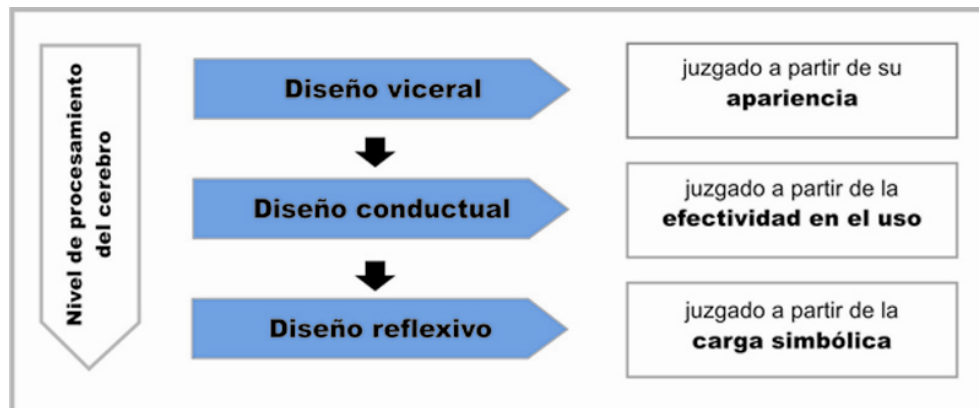 Nivel de procesamiento
del cerebro
Diseño viceral
juzgado a partir de su
apariencia
Diseño conductual
juzgado a partir de la
efectividad en el uso
Diseño reflexivo
juzgado a partir de la
carga simbólica